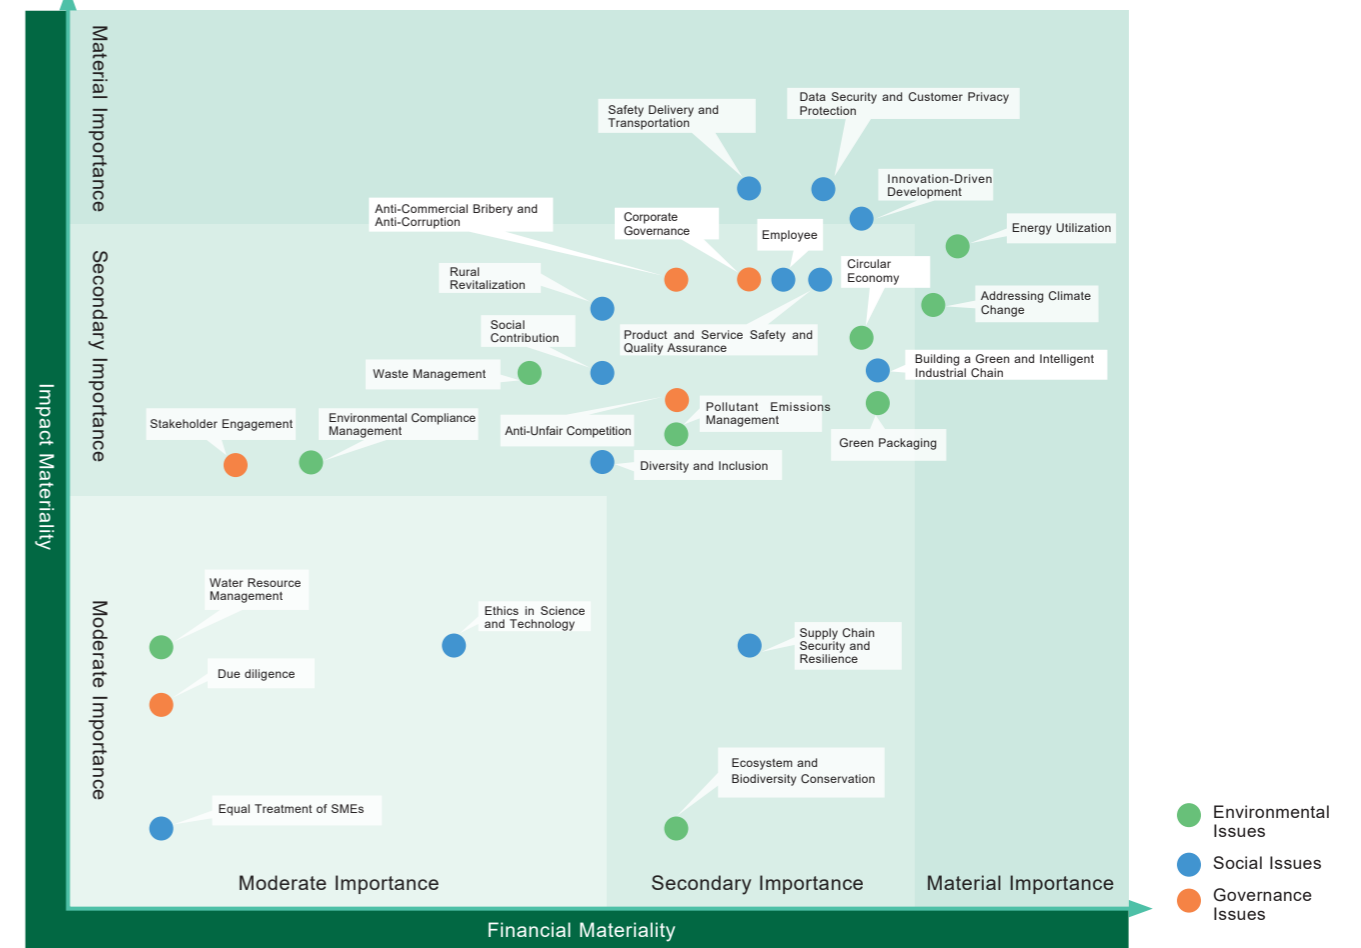 Material Importance
Secondary Importance
Moderate Importance
Impact Materiality
Safety Delivery and
Transportation
Data Security and Customer Privacy
Protection
Innovation-Driven
Development
Anti-Commercial Bribery and
Anti-Corruption
Corporate
Governance
Employee
Energy Utilization
Circular
Economy
Rural
Revitalization
Addressing Climate
Change
Social
Contribution
Product and Service Safety and
Quality Assurance
Building a Green and Intelligent
Industrial Chain
Waste Management
Stakeholder Engagement
Environmental Compliance
Management
Anti-Unfair Competition
Pollutant Emissions
Management
Green Packaging
Diversity and Inclusion
Water Resource
Management
Ethics in Science
and Technology
Supply Chain
Security and
Resilience
Due diligence
Ecosystem and
Biodiversity Conservation
Equal Treatment of SMEs
Moderate Importance
Secondary Importance
Material Importance
Financial Materiality
Environmental
Issues
Social Issues
Governance
Issues